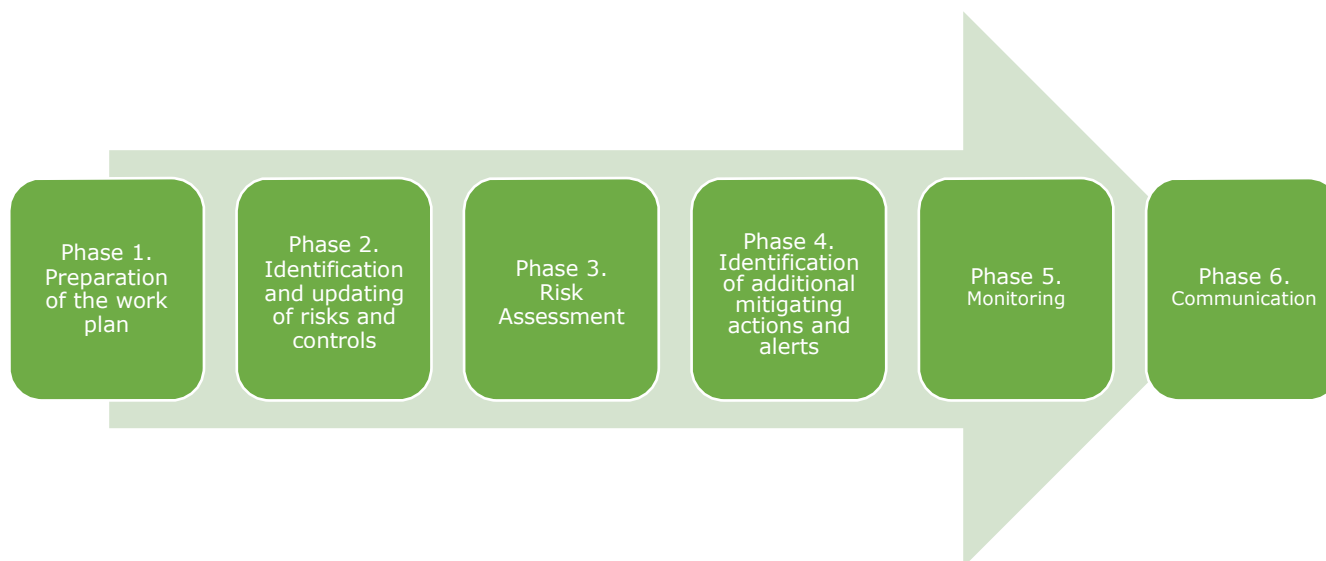 Phase 1.
Preparation
of the work
plan
Phase 2.
Identification
and updating
of risks and
controls
Phase 3.
Risk
Assessment
Phase 4.
Identification
of additional
mitigating
actions and
alerts
Phase 5.
Monitoring
Phase 6.
Communication